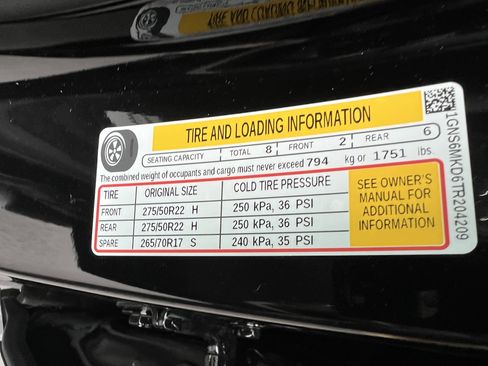 TIRE AND LOADING INFORMATION
SEATING CAPACITY TOTAL 8 FRONT 2 REAR 6
The combined weight of occupants and cargo must never exceed 794 kg or 1751 lbs.
TIRE ORIGINAL SIZE COLD TIRE PRESSURE
FRONT 275/50R22 H 250 kPa, 36 PSI
REAR 275/50R22 H 250 kPa, 36 PSI
SPARE 265/70R17 S 240 kPa, 35 PSI
SEE OWNER'S
MANUAL FOR
ADDITIONAL
INFORMATION
1GNS6MKD6TR204209